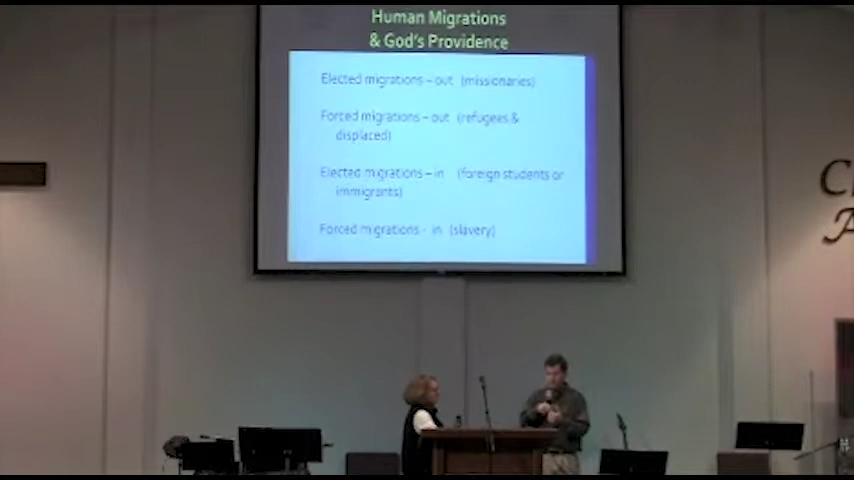 Human Migrations
& God's Providence
Elected migrations – out (missionaries)
Forced migrations – out (refugees &
displaced)
Elected migrations – in (foreign students or
immigrants)
Forced migrations - in (slavery)